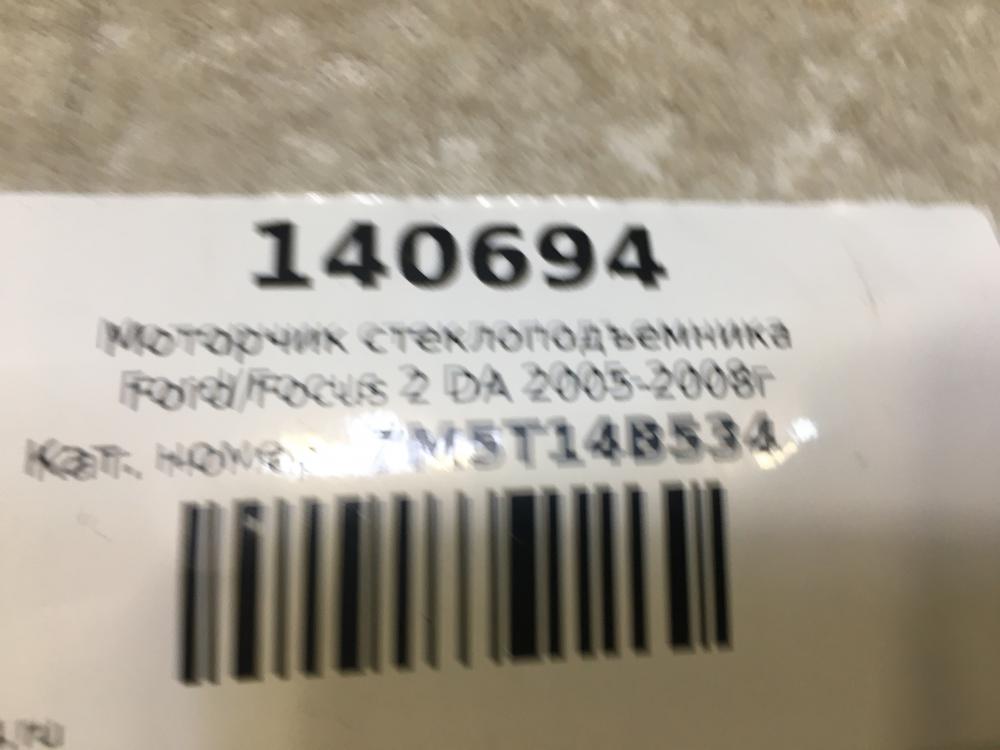 140694
Моторчик стеклоподъемника
Ford/Focus 2 DA 2005-2008г
Кат. номер 7M5T14B534